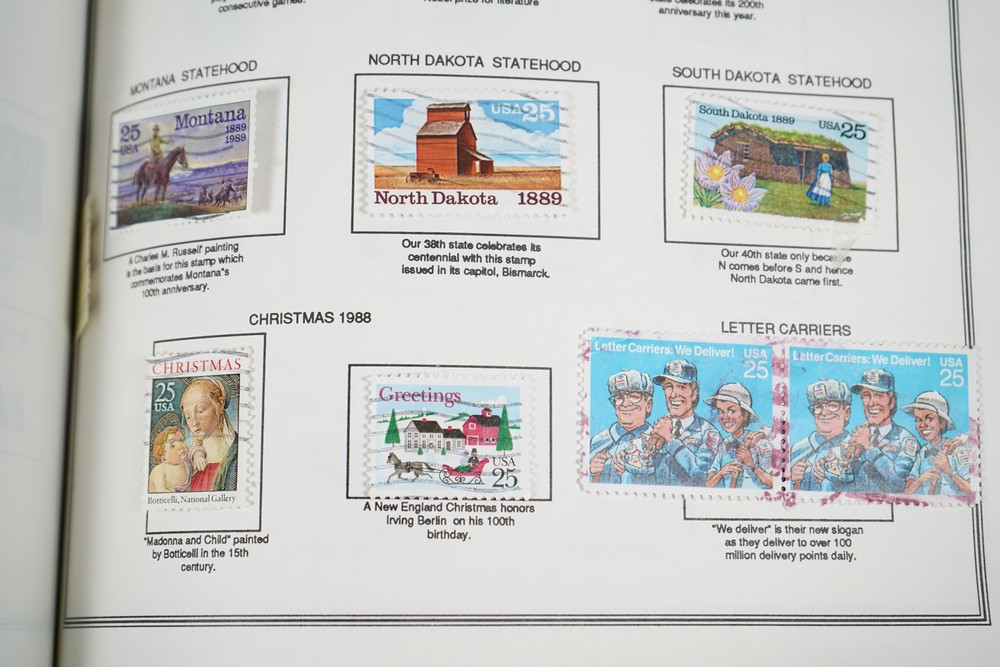 consecutive games.
Nobel prize for literature
state celebrates its 200th
anniversary this year.
MONTANA STATEHOOD
25
USA
Montana
1889
1989
A Charles M. Russell' painting
is the basis for this stamp which
commemorates Montana"s
100th anniversary.
NORTH DAKOTA STATEHOOD
USA 25
North Dakota 1889
Our 38th state celebrates its
centennial with this stamp
issued in its capitol, Bismarck.
SOUTH DAKOTA STATEHOOD
South Dakota 1889
USA 25
Our 40th state only because
N comes before S and hence
North Dakota came first.
CHRISTMAS 1988
CHRISTMAS
25
USA
Botticelli, National Gallery
"Madonna and Child" painted
by Botticelli in the 15th
century.
Greetings
USA
25
A New England Christmas honors
Irving Berlin on his 100th
birthday.
LETTER CARRIERS
Letter Carriers: We Deliver! USA
25
Letter Carriers: We Deliver! USA
25
"We deliver" is their new slogan
as they deliver to over 100
million delivery points daily.